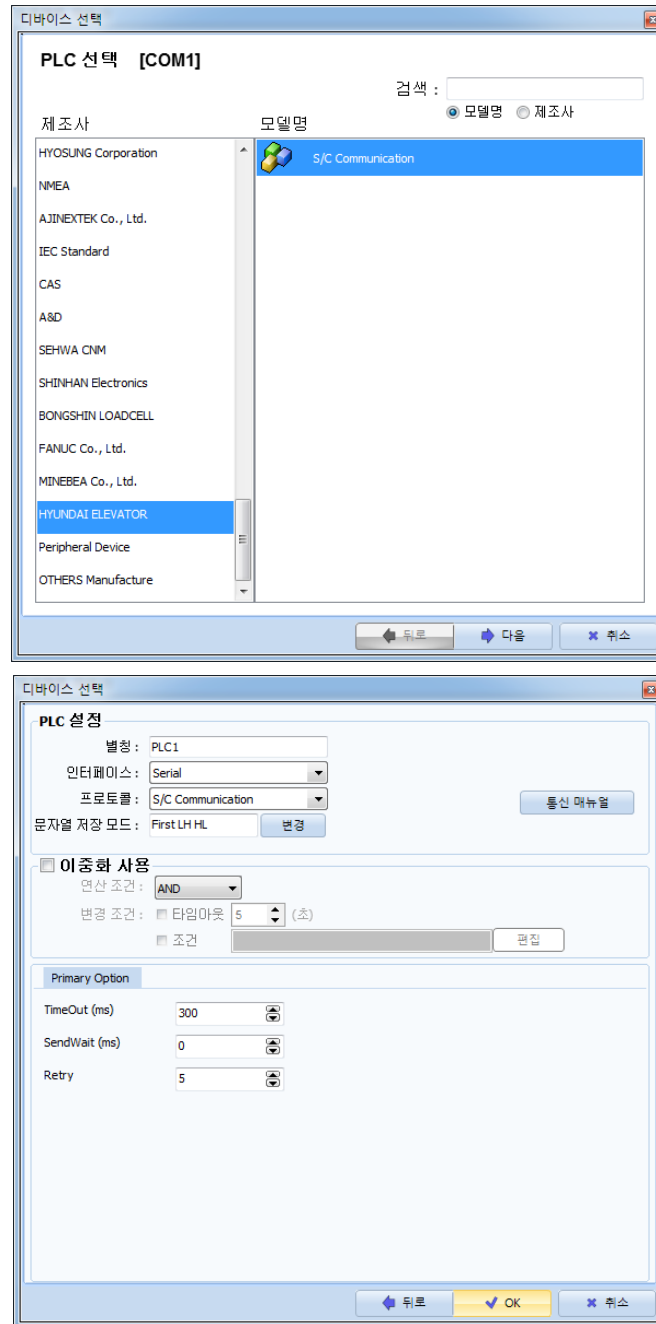 디바이스 선택
PLC 선택 [COM1]
검색 :
모델명 제조사
제조사 모델명
HYOSUNG Corporation
S/C Communication
NMEA
AJINEXTEK Co., Ltd.
IEC Standard
CAS
A&D
SEHWA CNM
SHINHAN Electronics
BONGSHIN LOADCELL
FANUC Co., Ltd.
MINEBEA Co., Ltd.
HYUNDAI ELEVATOR
Peripheral Device
OTHERS Manufacture
뒤로 다음 취소
디바이스 선택
PLC 설정
별칭 : PLC1
인터페이스 : Serial
프로토콜 : S/C Communication 통신 매뉴얼
문자열 저장 모드 : First LH HL 변경
이중화 사용
연산 조건 : AND
변경 조건 : 타임아웃 5 (초)
조건 편집
Primary Option
TimeOut (ms) 300
SendWait (ms) 0
Retry 5
뒤로 OK 취소